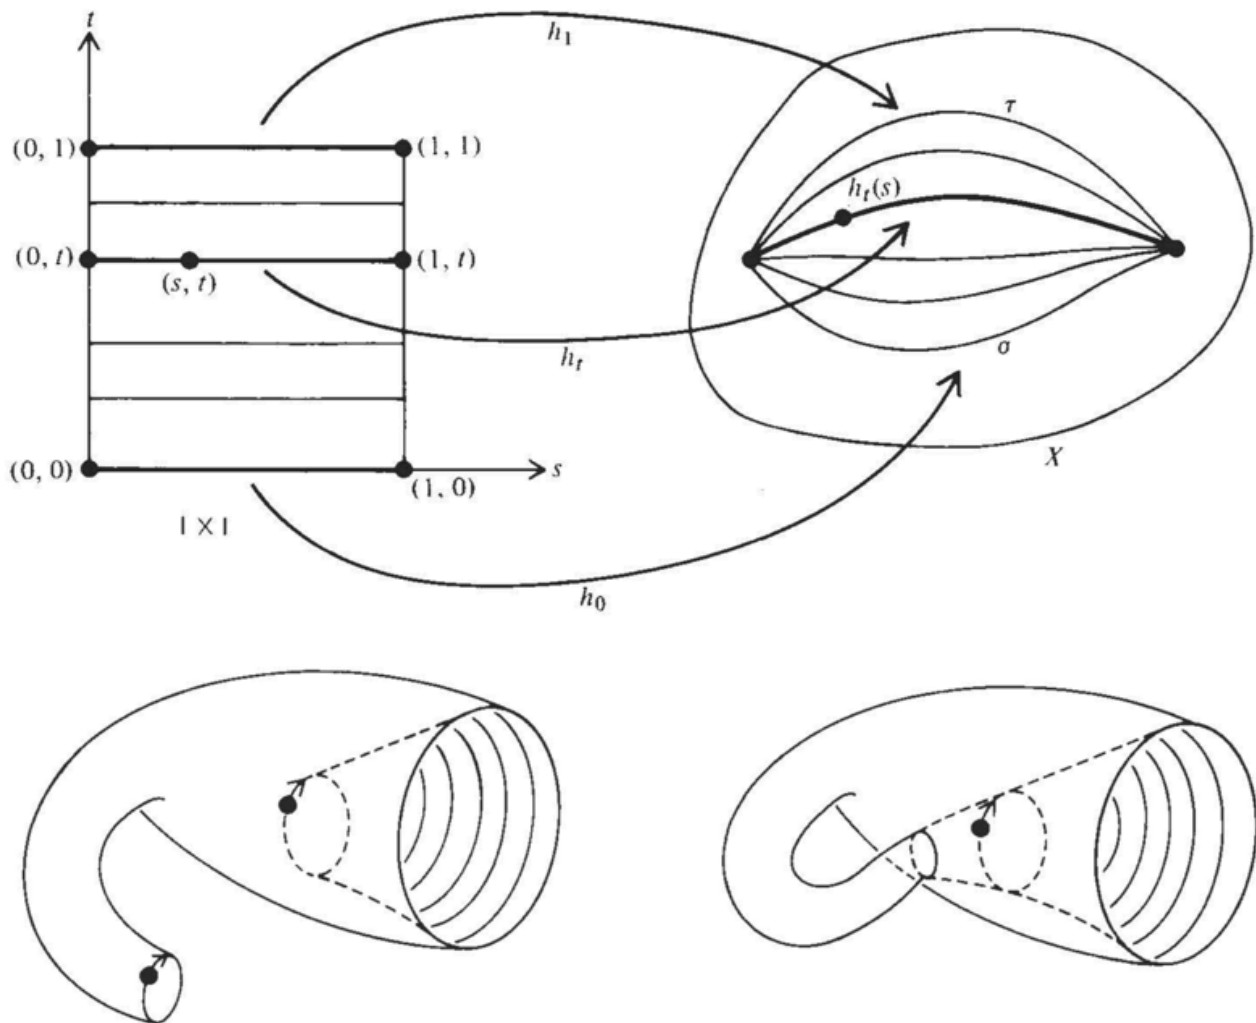 t
h₁
τ
(0, 1)
(1, 1)
hₜ(s)
(0, t)
(1, t)
(s, t)
hₜ
σ
X
(0, 0)
s
(1, 0)
I × I
h₀